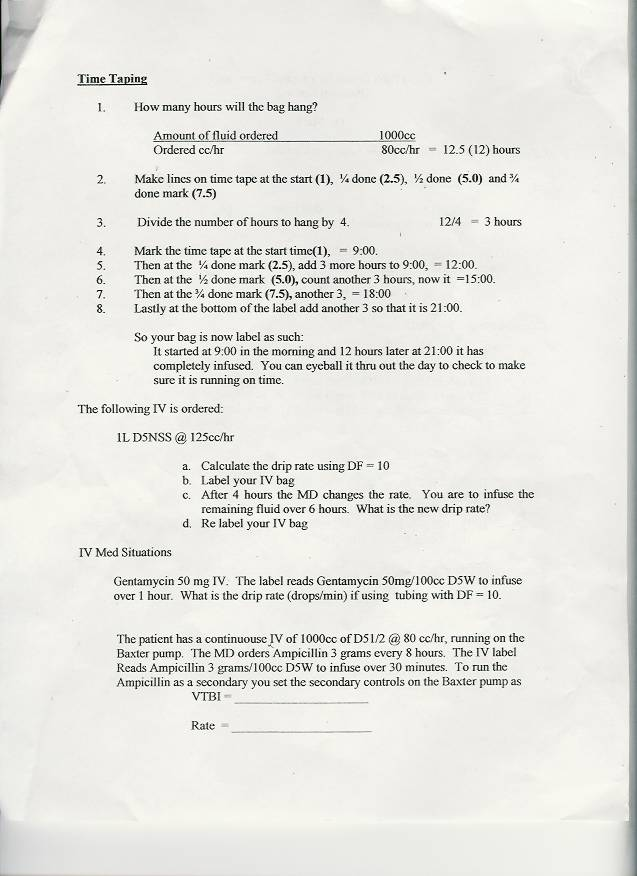 Time Taping
1. How many hours will the bag hang?
Amount of fluid ordered 1000cc
Ordered cc/hr 80cc/hr = 12.5 (12) hours
2. Make lines on time tape at the start (1), ¼ done (2.5), ½ done (5.0) and ¾
done mark (7.5)
3. Divide the number of hours to hang by 4. 12/4 = 3 hours
4. Mark the time tape at the start time(1), = 9:00.
5. Then at the ¼ done mark (2.5), add 3 more hours to 9:00, = 12:00.
6. Then at the ½ done mark (5.0), count another 3 hours, now it =15:00.
7. Then at the ¾ done mark (7.5), another 3, = 18:00
8. Lastly at the bottom of the label add another 3 so that it is 21:00.
So your bag is now label as such:
It started at 9:00 in the morning and 12 hours later at 21:00 it has
completely infused. You can eyeball it thru out the day to check to make
sure it is running on time.
The following IV is ordered:
1L D5NSS @ 125cc/hr
a. Calculate the drip rate using DF = 10
b. Label your IV bag
c. After 4 hours the MD changes the rate. You are to infuse the
remaining fluid over 6 hours. What is the new drip rate?
d. Re label your IV bag
IV Med Situations
Gentamycin 50 mg IV. The label reads Gentamycin 50mg/100cc D5W to infuse
over 1 hour. What is the drip rate (drops/min) if using tubing with DF = 10.
The patient has a continuouse IV of 1000cc of D51/2 @ 80 cc/hr, running on the
Baxter pump. The MD orders Ampicillin 3 grams every 8 hours. The IV label
Reads Ampicillin 3 grams/100cc D5W to infuse over 30 minutes. To run the
Ampicillin as a secondary you set the secondary controls on the Baxter pump as
VTBI =
Rate =